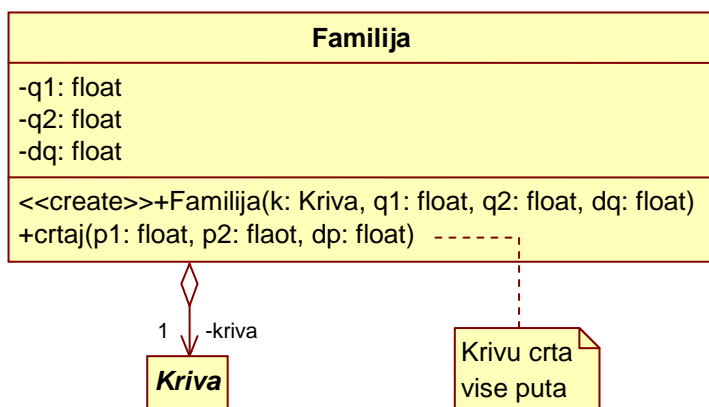 Familija
-q1: float
-q2: float
-dq: float
<<create>>+Familija(k: Kriva, q1: float, q2: float, dq: float)
+crtaj(p1: float, p2: flaot, dp: float)
1 -kriva
Kriva
Krivu crta
vise puta